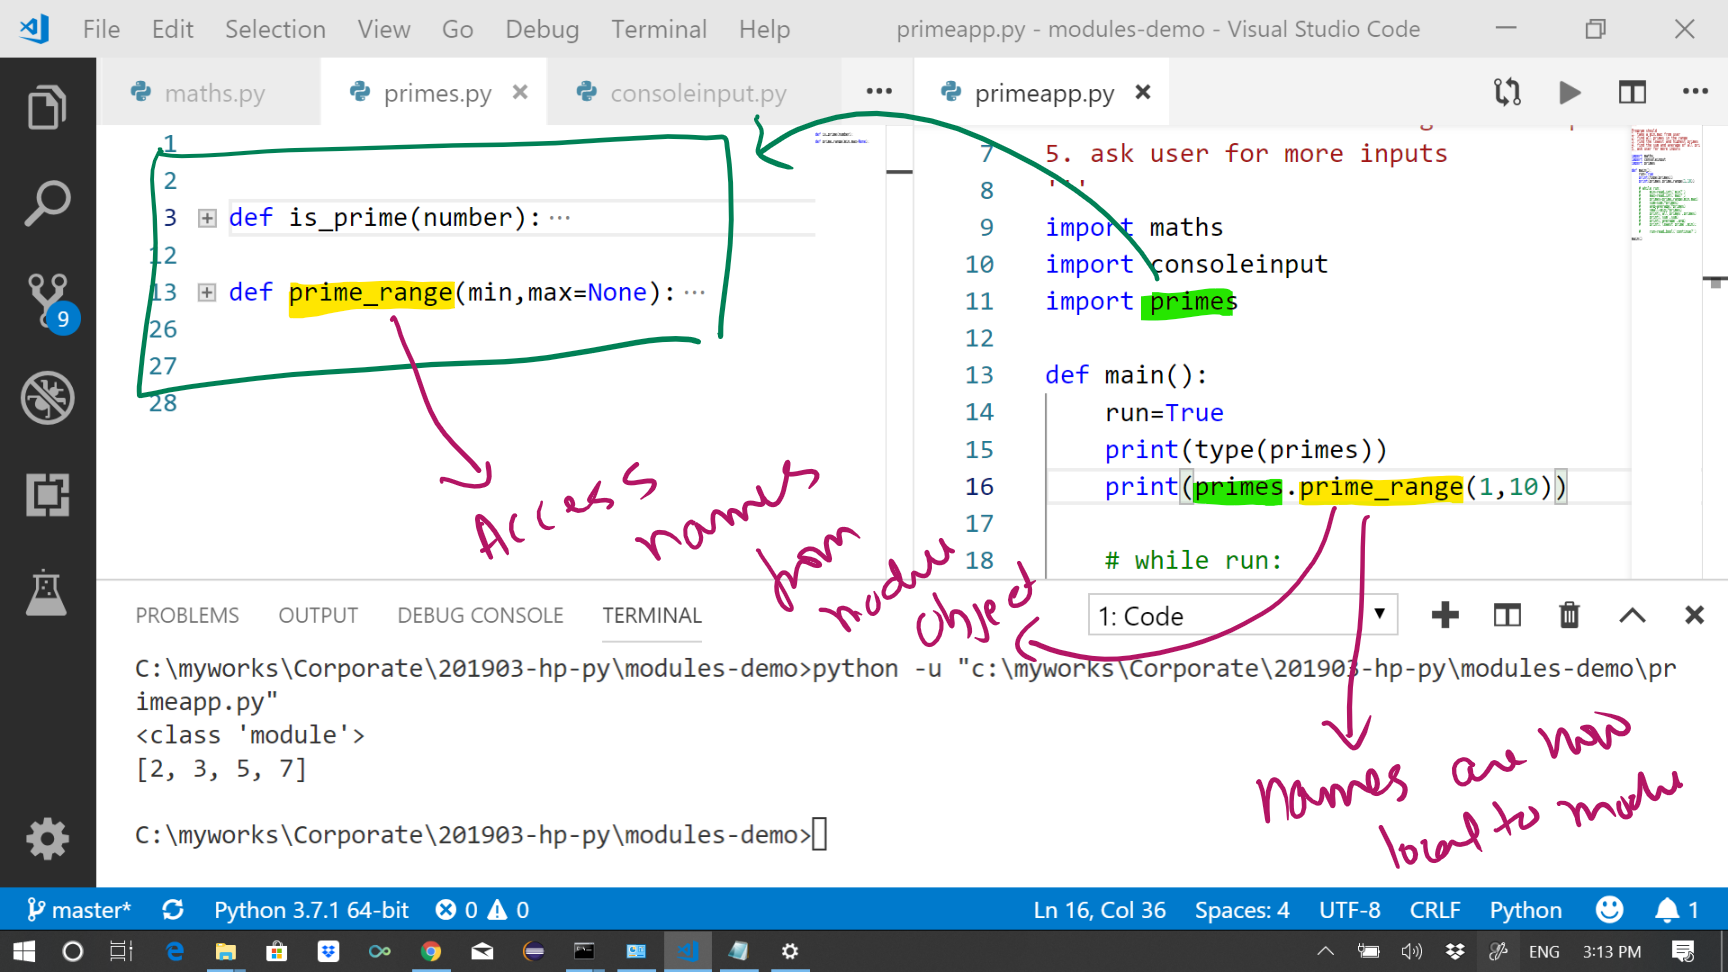 File Edit Selection View Go Debug Terminal Help primeapp.py - modules-demo - Visual Studio Code
maths.py primes.py consoleinput.py
primeapp.py
1
2
3 def is_prime(number): ...
12
13 def prime_range(min,max=None): ...
26
27
28
7 5. ask user for more inputs
8 '''
9 import maths
10 import consoleinput
11 import primes
12
13 def main():
14 run=True
15 print(type(primes))
16 print(primes.prime_range(1,10))
17
18 # while run:
Access names from module object
names are now local to module
9
PROBLEMS OUTPUT DEBUG CONSOLE TERMINAL 1: Code
C:\myworks\Corporate\201903-hp-py\modules-demo>python -u "c:\myworks\Corporate\201903-hp-py\modules-demo\pr
imeapp.py"
<class 'module'>
[2, 3, 5, 7]
C:\myworks\Corporate\201903-hp-py\modules-demo>
master* Python 3.7.1 64-bit 0 0 Ln 16, Col 36 Spaces: 4 UTF-8 CRLF Python 1
ENG 3:13 PM